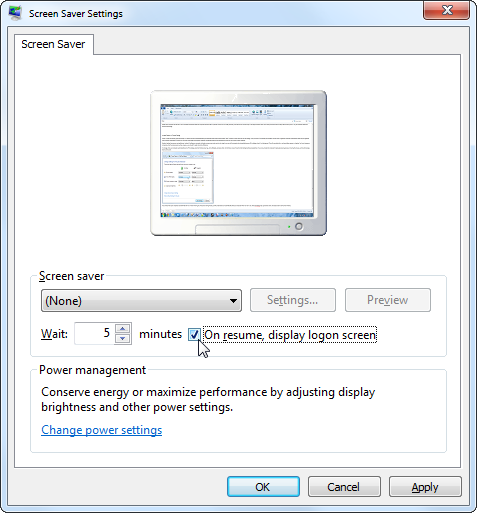 Screen Saver Settings
Screen Saver
Screen saver
(None)
Settings...
Preview
Wait:
5
minutes
On resume, display logon screen
Power management
Conserve energy or maximize performance by adjusting display
brightness and other power settings.
Change power settings
OK
Cancel
Apply